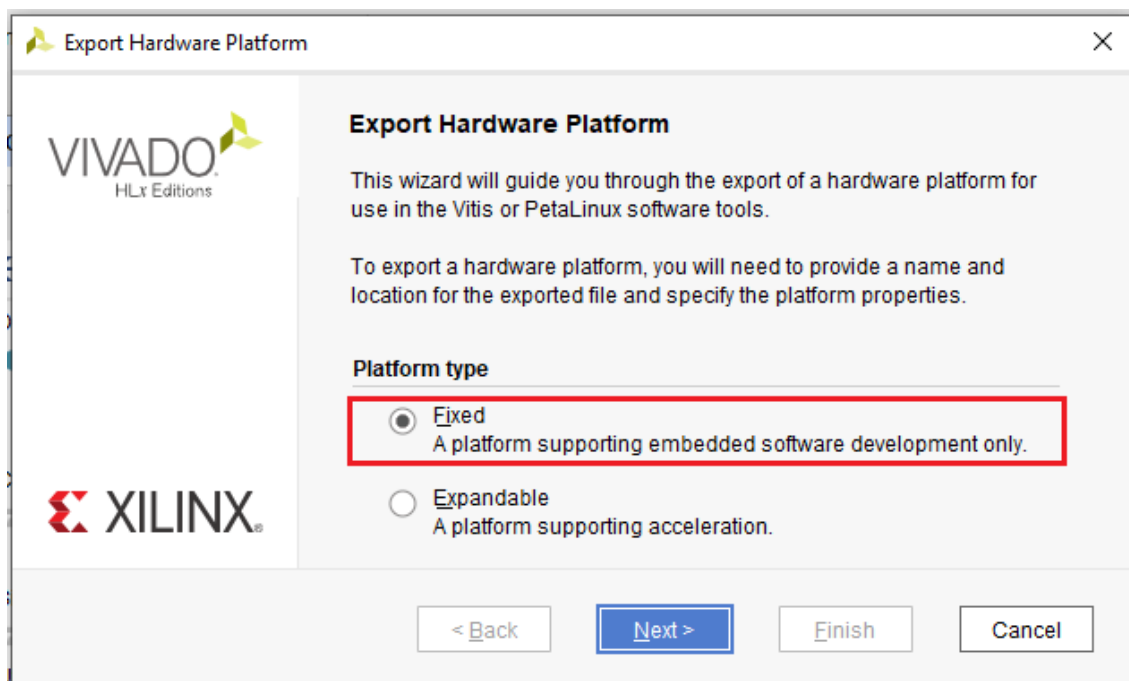 Export Hardware Platform
VIVADO
HLx Editions
Export Hardware Platform
This wizard will guide you through the export of a hardware platform for
use in the Vitis or PetaLinux software tools.
To export a hardware platform, you will need to provide a name and
location for the exported file and specify the platform properties.
Platform type
Fixed
A platform supporting embedded software development only.
Expandable
A platform supporting acceleration.
XILINX
< Back
Next >
Finish
Cancel